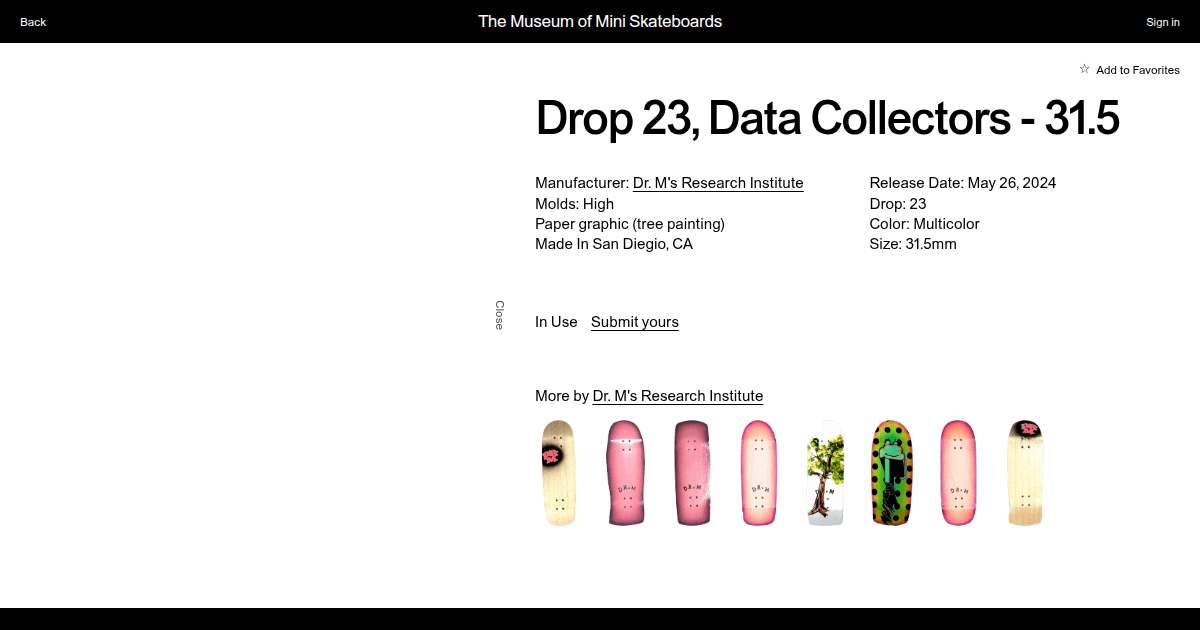 Back
The Museum of Mini Skateboards
Sign in
☆ Add to Favorites
Drop 23, Data Collectors - 31.5
Manufacturer: Dr. M's Research Institute
Molds: High
Paper graphic (tree painting)
Made In San Diegio, CA
Release Date: May 26, 2024
Drop: 23
Color: Multicolor
Size: 31.5mm
Close
In Use Submit yours
More by Dr. M's Research Institute